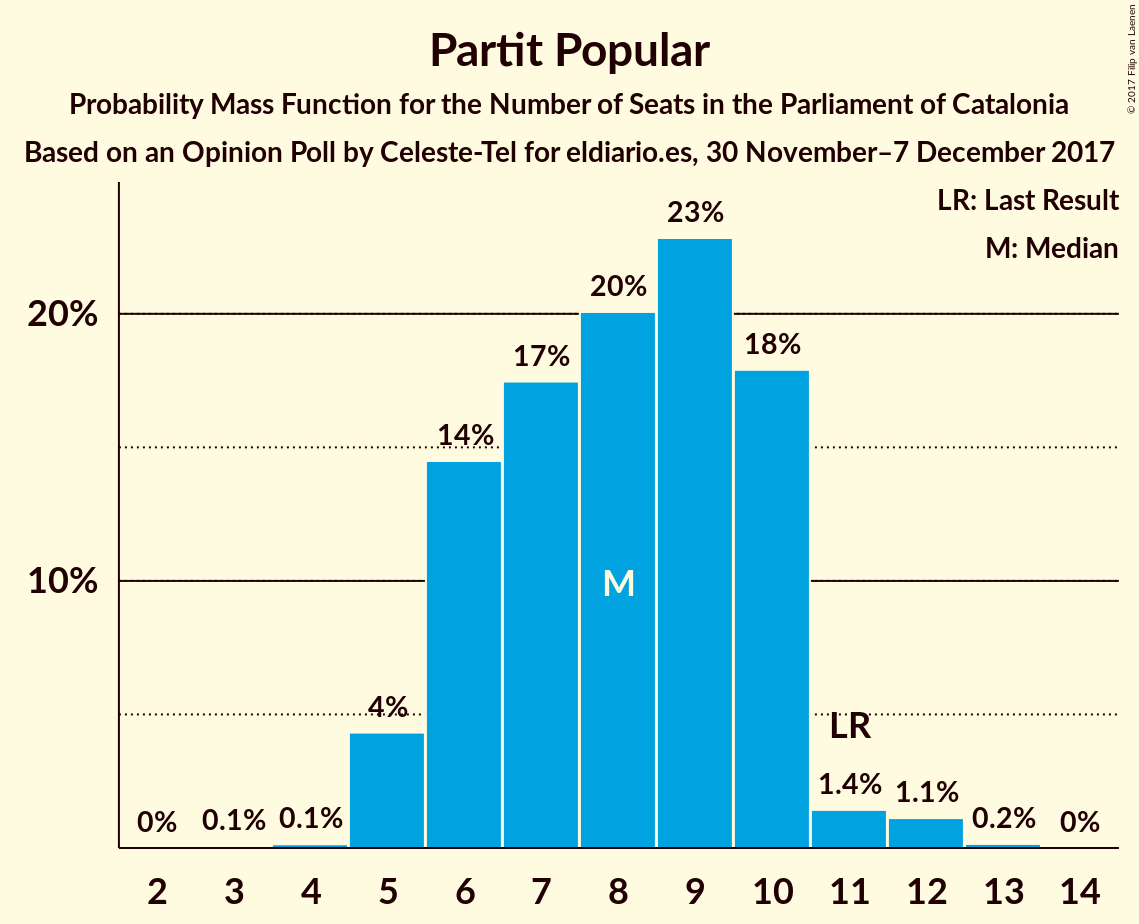 © 2017 Filip van Laenen
Partit Popular
Probability Mass Function for the Number of Seats in the Parliament of Catalonia
Based on an Opinion Poll by Celeste-Tel for eldiario.es, 30 November–7 December 2017
LR: Last Result
M: Median
23%
20%
20%
18%
17%
14%
10%
M
4%
LR
1.4%
1.1%
0% 0.1% 0.1% 0.2% 0%
2 3 4 5 6 7 8 9 10 11 12 13 14